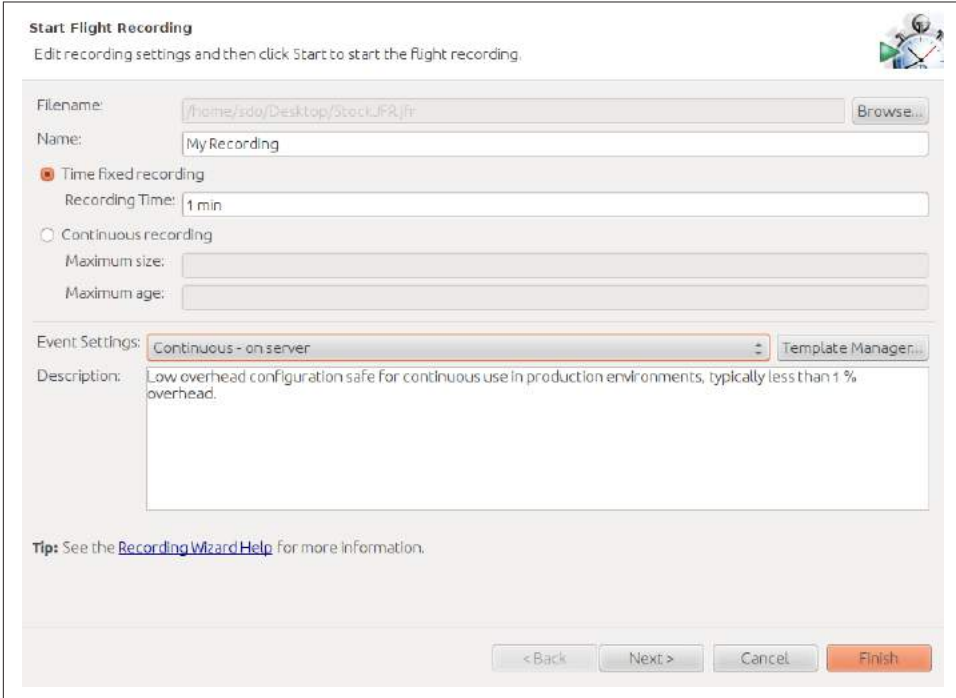 Start Flight Recording
Edit recording settings and then click Start to start the flight recording.
Filename: /home/sdo/Desktop/StockJFR.jfr Browse...
Name: My Recording
Time fixed recording
Recording Time: 1 min
Continuous recording
Maximum size:
Maximum age:
Event Settings: Continuous - on server Template Manager...
Description: Low overhead configuration safe for continuous use in production environments, typically less than 1 %
overhead.
Tip: See the Recording Wizard Help for more information.
< Back Next > Cancel Finish